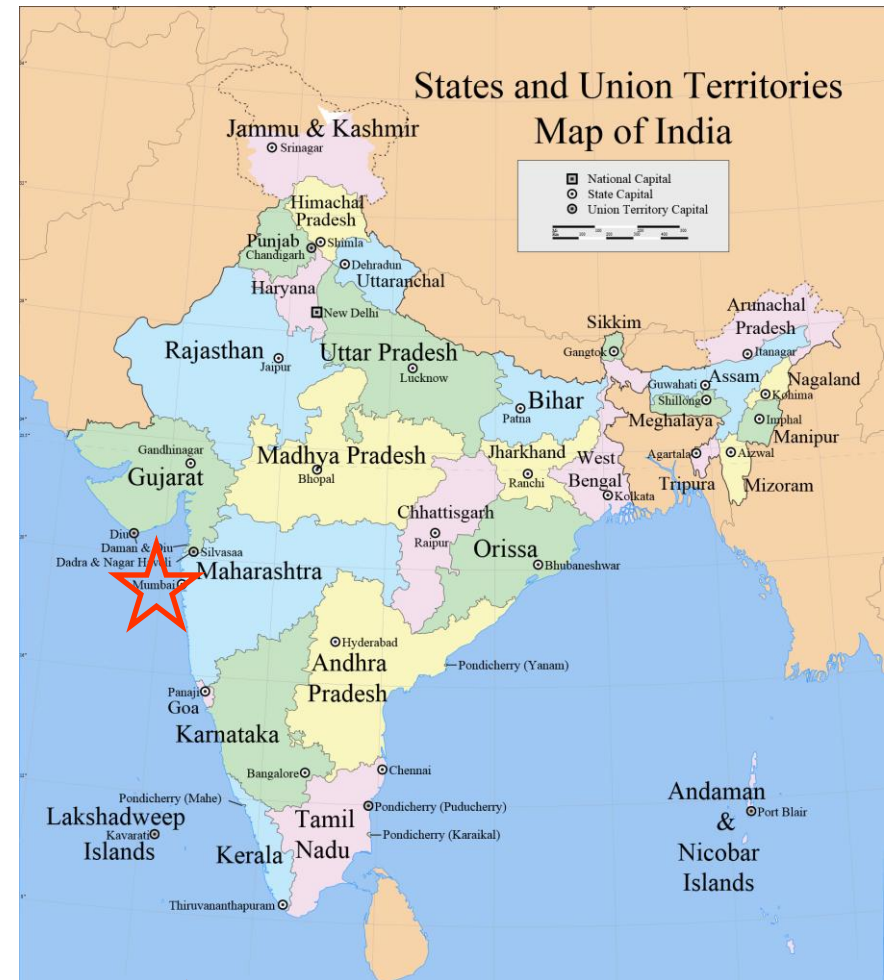 States and Union Territories
Map of India
National Capital
State Capital
Union Territory Capital
Jammu & Kashmir
Srinagar
Himachal
Pradesh
Shimla
Punjab
Chandigarh
Dehradun
Uttaranchal
Haryana
New Delhi
Rajasthan
Jaipur
Uttar Pradesh
Lucknow
Sikkim
Gangtok
Arunachal
Pradesh
Itanagar
Assam
Guwahati
Shillong
Meghalaya
Nagaland
Kohima
Imphal
Manipur
Agartala
Tripura
Aizwal
Mizoram
Bihar
Patna
Gandhinagar
Gujarat
Madhya Pradesh
Bhopal
Jharkhand
Ranchi
West
Bengal
Kolkata
Chhattisgarh
Raipur
Orissa
Bhubaneshwar
Diu
Daman & Diu
Silvasaa
Dadra & Nagar Haveli
Mumbai
Maharashtra
Hyderabad
Andhra
Pradesh
Pondicherry (Yanam)
Panaji
Goa
Karnataka
Bangalore
Chennai
Pondicherry (Mahe)
Pondicherry (Puducherry)
Pondicherry (Karaikal)
Lakshadweep
Kavarati
Islands
Kerala
Tamil
Nadu
Thiruvananthapuram
Andaman
&
Nicobar
Islands
Port Blair